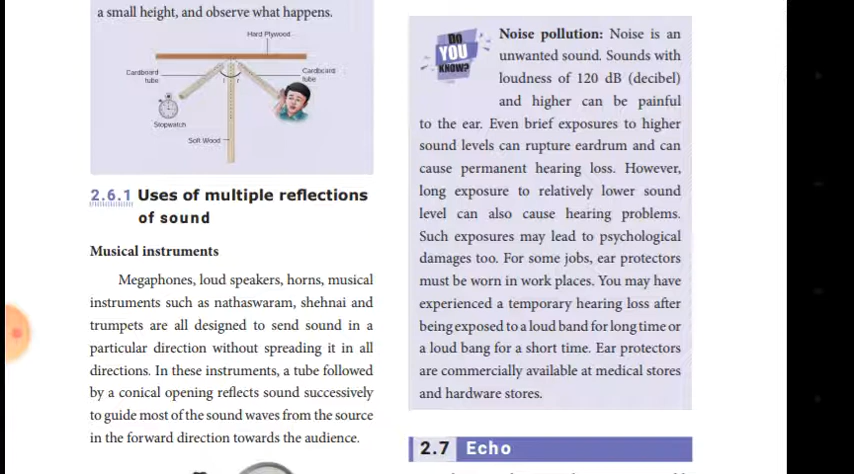 a small height, and observe what happens.
Hard Plywood
Cardboard
tube
Cardboard
tube
i
r
Stopwatch
Soft Wood
2.6.1 Uses of multiple reflections
of sound
Musical instruments
Megaphones, loud speakers, horns, musical
instruments such as nathaswaram, shehnai and
trumpets are all designed to send sound in a
particular direction without spreading it in all
directions. In these instruments, a tube followed
by a conical opening reflects sound successively
to guide most of the sound waves from the source
in the forward direction towards the audience.
DO
YOU
KNOW?
Noise pollution: Noise is an
unwanted sound. Sounds with
loudness of 120 dB (decibel)
and higher can be painful
to the ear. Even brief exposures to higher
sound levels can rupture eardrum and can
cause permanent hearing loss. However,
long exposure to relatively lower sound
level can also cause hearing problems.
Such exposures may lead to psychological
damages too. For some jobs, ear protectors
must be worn in work places. You may have
experienced a temporary hearing loss after
being exposed to a loud band for long time or
a loud bang for a short time. Ear protectors
are commercially available at medical stores
and hardware stores.
2.7 Echo